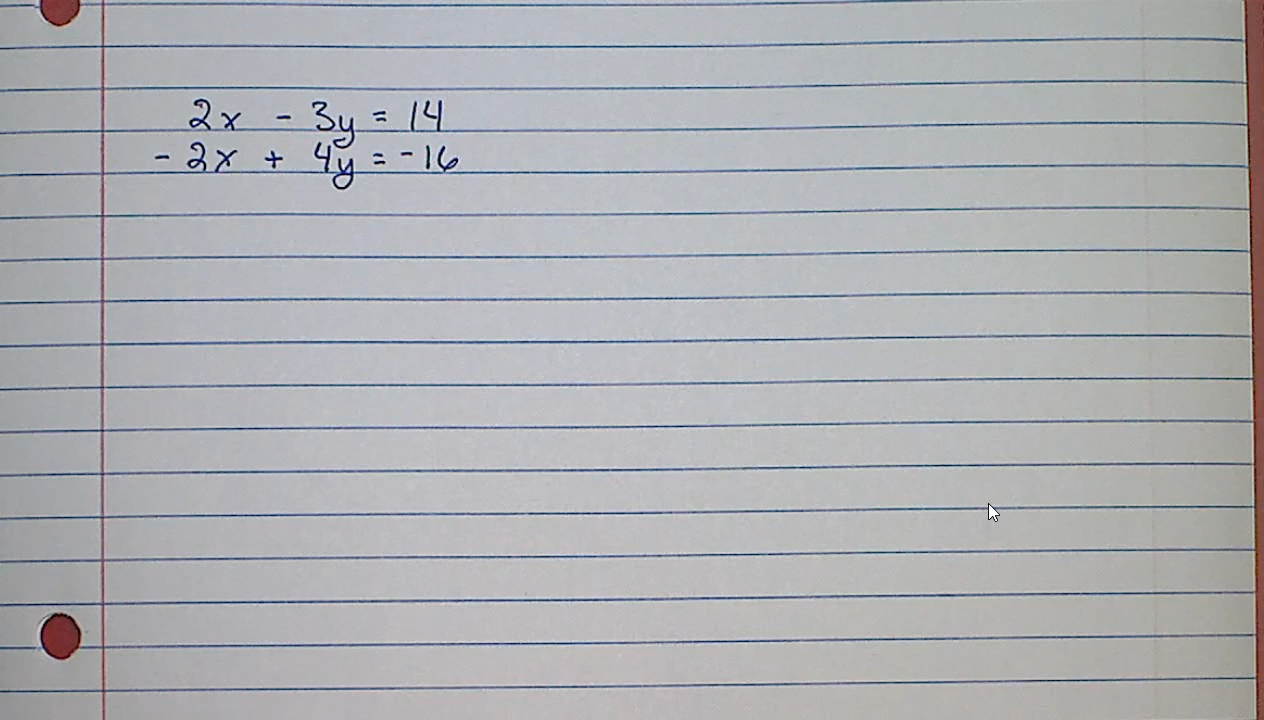 2x - 3y = 14
- 2x + 4y = -16